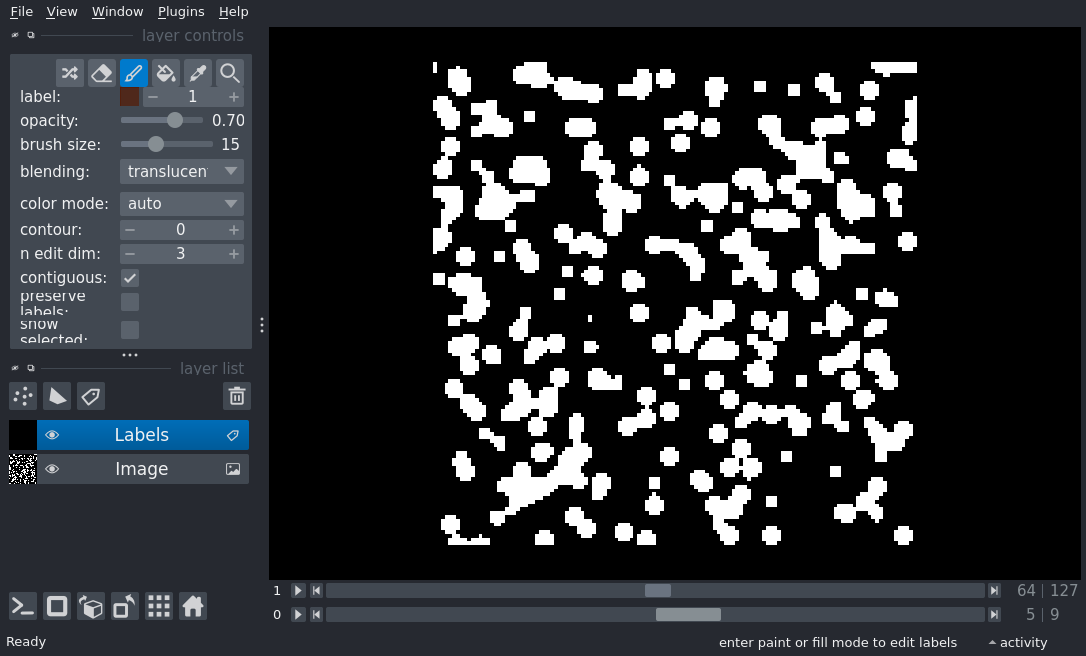 File View Window Plugins Help
layer controls
label: 1
opacity: 0.70
brush size: 15
blending: translucen
color mode: auto
contour: 0
n edit dim: 3
contiguous:
preserve
labels:
show
selected:
layer list
Labels
Image
1 64 127
0 5 9
Ready enter paint or fill mode to edit labels activity